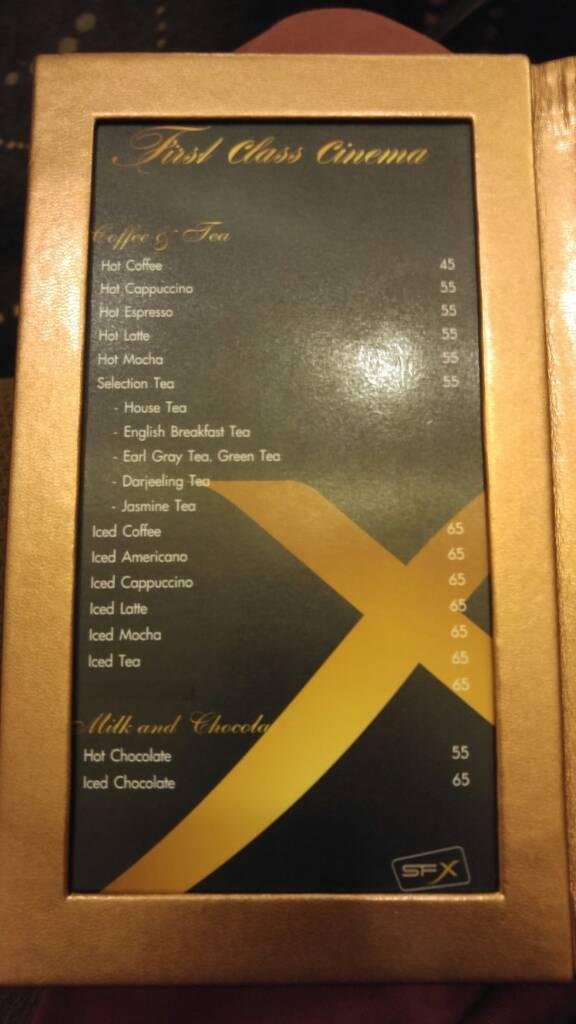 First Class Cinema
Coffee & Tea
Hot Coffee 45
Hot Cappuccino 55
Hot Espresso 55
Hot Latte 55
Hot Mocha 55
Selection Tea 55
- House Tea
- English Breakfast Tea
- Earl Gray Tea, Green Tea
- Darjeeling Tea
- Jasmine Tea
Iced Coffee 65
Iced Americano 65
Iced Cappuccino 65
Iced Latte 65
Iced Mocha 65
Iced Tea 65
65
Milk and Chocola
Hot Chocolate 55
Iced Chocolate 65
SFX